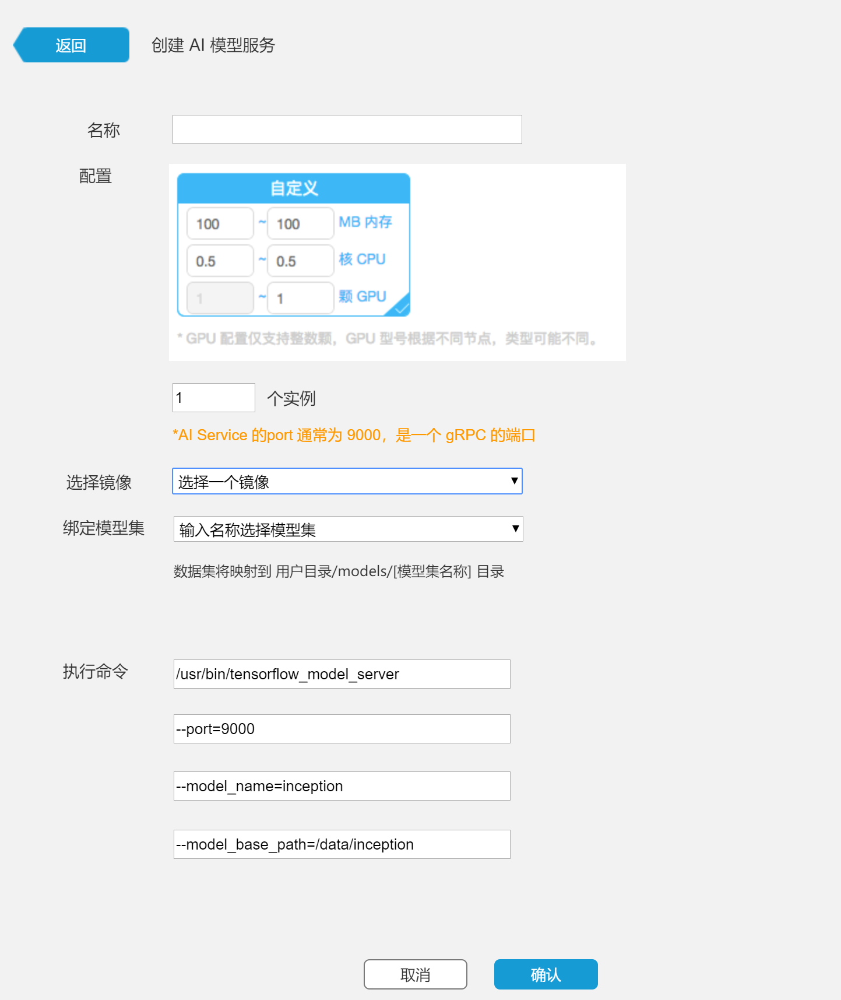 返回
创建 AI 模型服务
名称
配置
自定义
100 ~ 100 MB 内存
0.5 ~ 0.5 核 CPU
1 ~ 1 颗 GPU
* GPU 配置仅支持整数颗，GPU 型号根据不同节点，类型可能不同。
1 个实例
*AI Service 的port 通常为 9000，是一个 gRPC 的端口
选择镜像 选择一个镜像
绑定模型集 输入名称选择模型集
数据集将映射到 用户目录/models/[模型集名称] 目录
执行命令 /usr/bin/tensorflow_model_server
--port=9000
--model_name=inception
--model_base_path=/data/inception
取消 确认